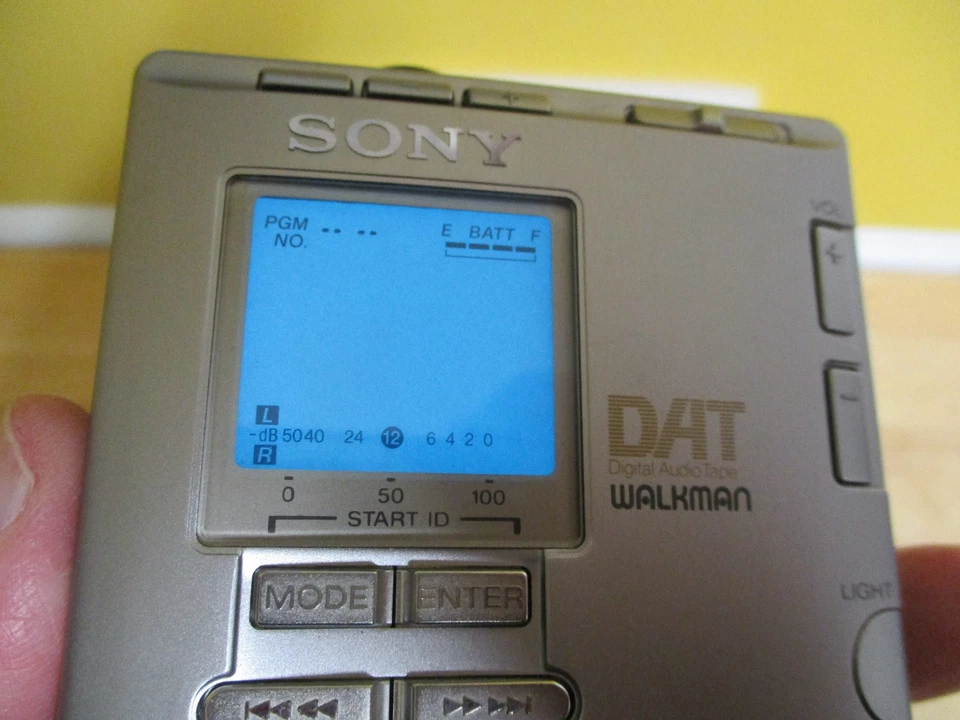 SONY
PGM NO. -- --
E BATT F
L
-dB 50 40 24 12 6 4 2 0
R
0 50 100
START ID
DAT
Digital Audio Tape
WALKMAN
VOL
+
-
LIGHT
MODE
ENTER